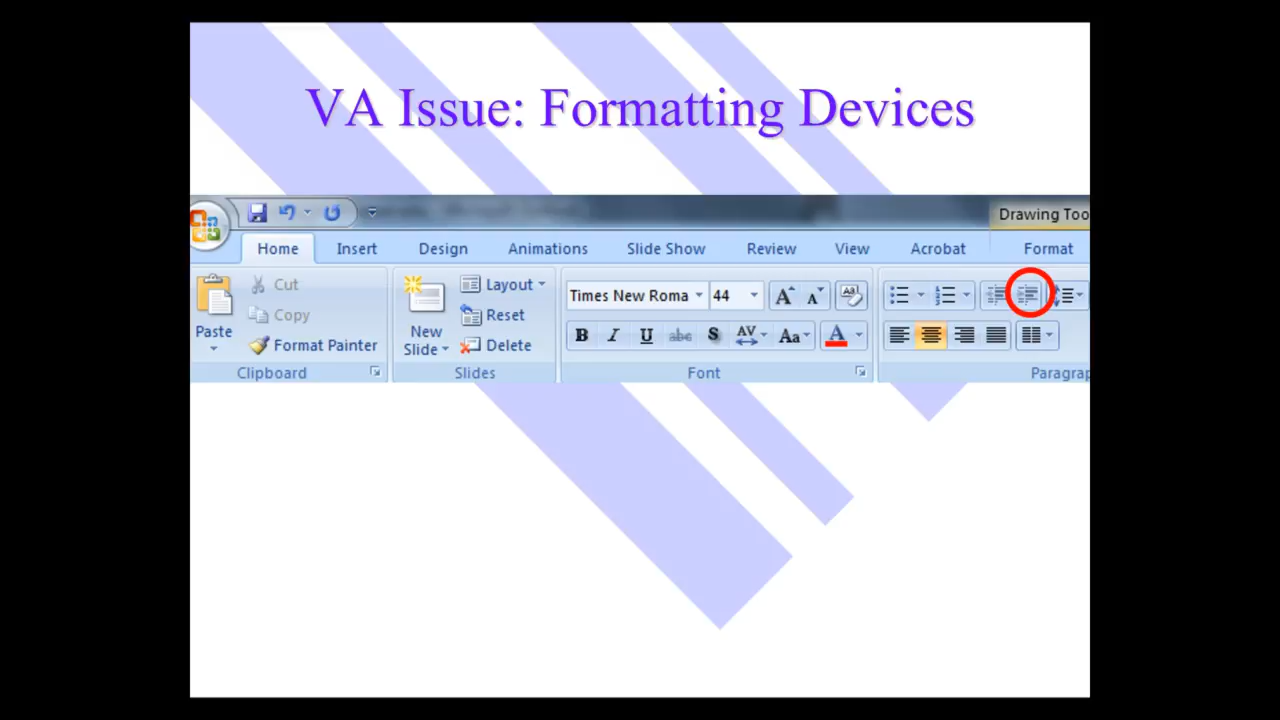 VA Issue: Formatting Devices
Drawing Too
Home Insert Design Animations Slide Show Review View Acrobat Format
Cut
Copy
Format Painter
Paste
Clipboard
New
Slide
Layout
Reset
Delete
Slides
Times New Roma 44 A A Aa
B I U abc S AV Aa A
Font
Paragrap